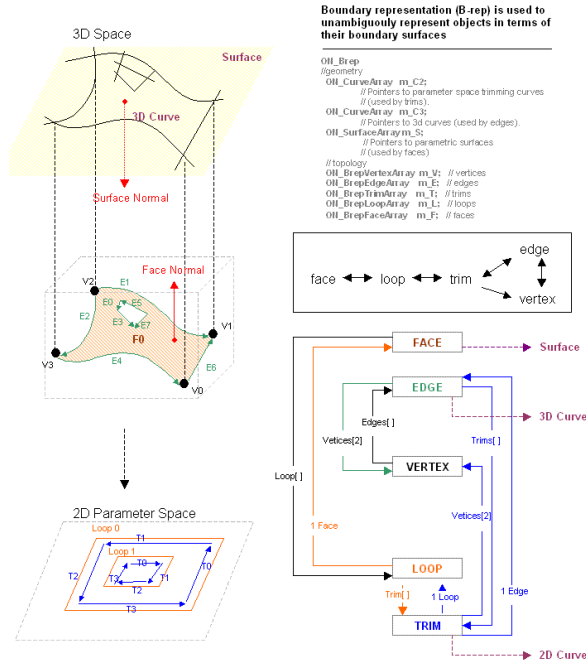 Boundary representation (B-rep) is used to
unambiguouly represent objects in terms of
their boundary surfaces
ON_Brep
//geometry
ON_CurveArray m_C2;
// Pointers to parameter space trimming curves
// (used by trims).
ON_CurveArray m_C3;
// Pointers to 3d curves (used by edges).
ON_SurfaceArray m_S;
// Pointers to parametric surfaces
// (used by faces)
// topology
ON_BrepVertexArray m_V; // vertices
ON_BrepEdgeArray m_E; // edges
ON_BrepTrimArray m_T; // trims
ON_BrepLoopArray m_L; // loops
ON_BrepFaceArray m_F; // faces
3D Space
Surface
3D Curve
Surface Normal
Face Normal
V2
E1
E0
E5
E3
E7
E2
F0
V1
V3
E4
E6
V0
2D Parameter Space
Loop 0
T1
Loop 1
T0
T0
T3
T1
T2
T2
T3
edge
face
loop
trim
vertex
FACE
Surface
EDGE
3D Curve
Edges[ ]
Vetices[2]
Trims[ ]
VERTEX
Loop[ ]
Vetices[2]
1 Face
LOOP
1 Edge
Trim[ ]
1 Loop
TRIM
2D Curve